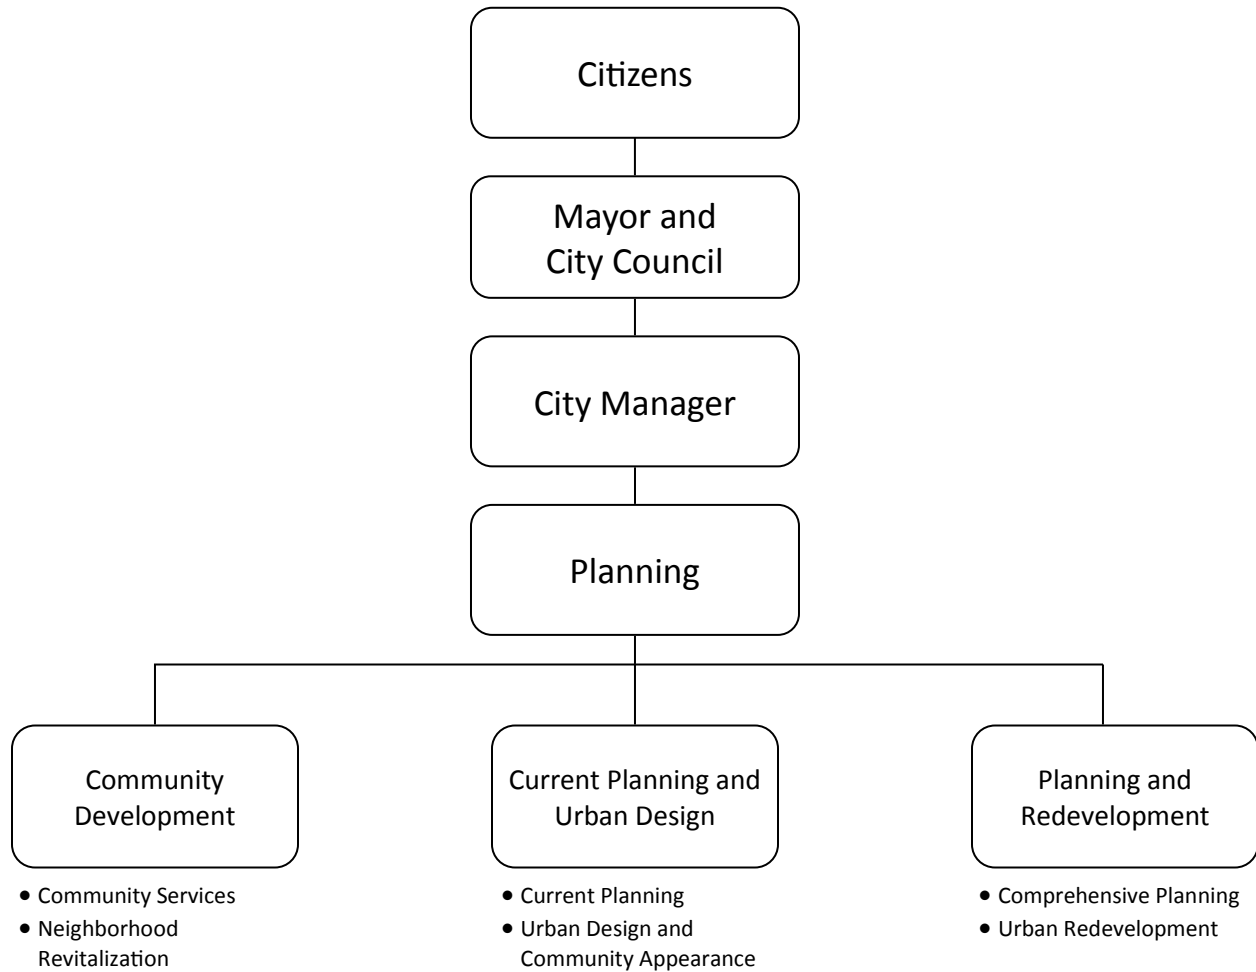 Citizens
Mayor and
City Council
City Manager
Planning
Community
Development
• Community Services
• Neighborhood
Revitalization
Current Planning and
Urban Design
• Current Planning
• Urban Design and
Community Appearance
Planning and
Redevelopment
• Comprehensive Planning
• Urban Redevelopment